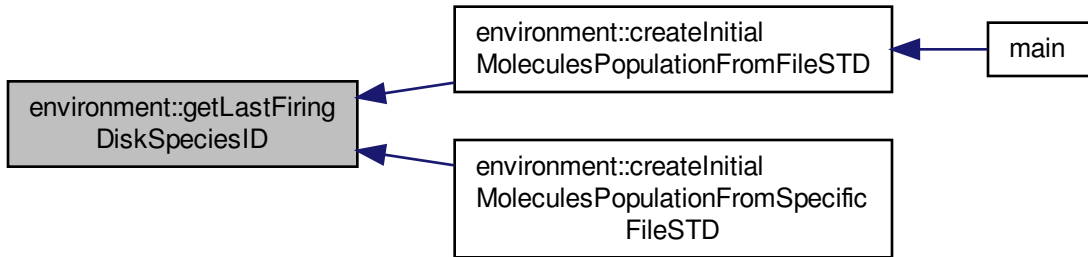 environment::getLastFiring
DiskSpeciesID
environment::createInitial
MoleculesPopulationFromFileSTD
main
environment::createInitial
MoleculesPopulationFromSpecific
FileSTD